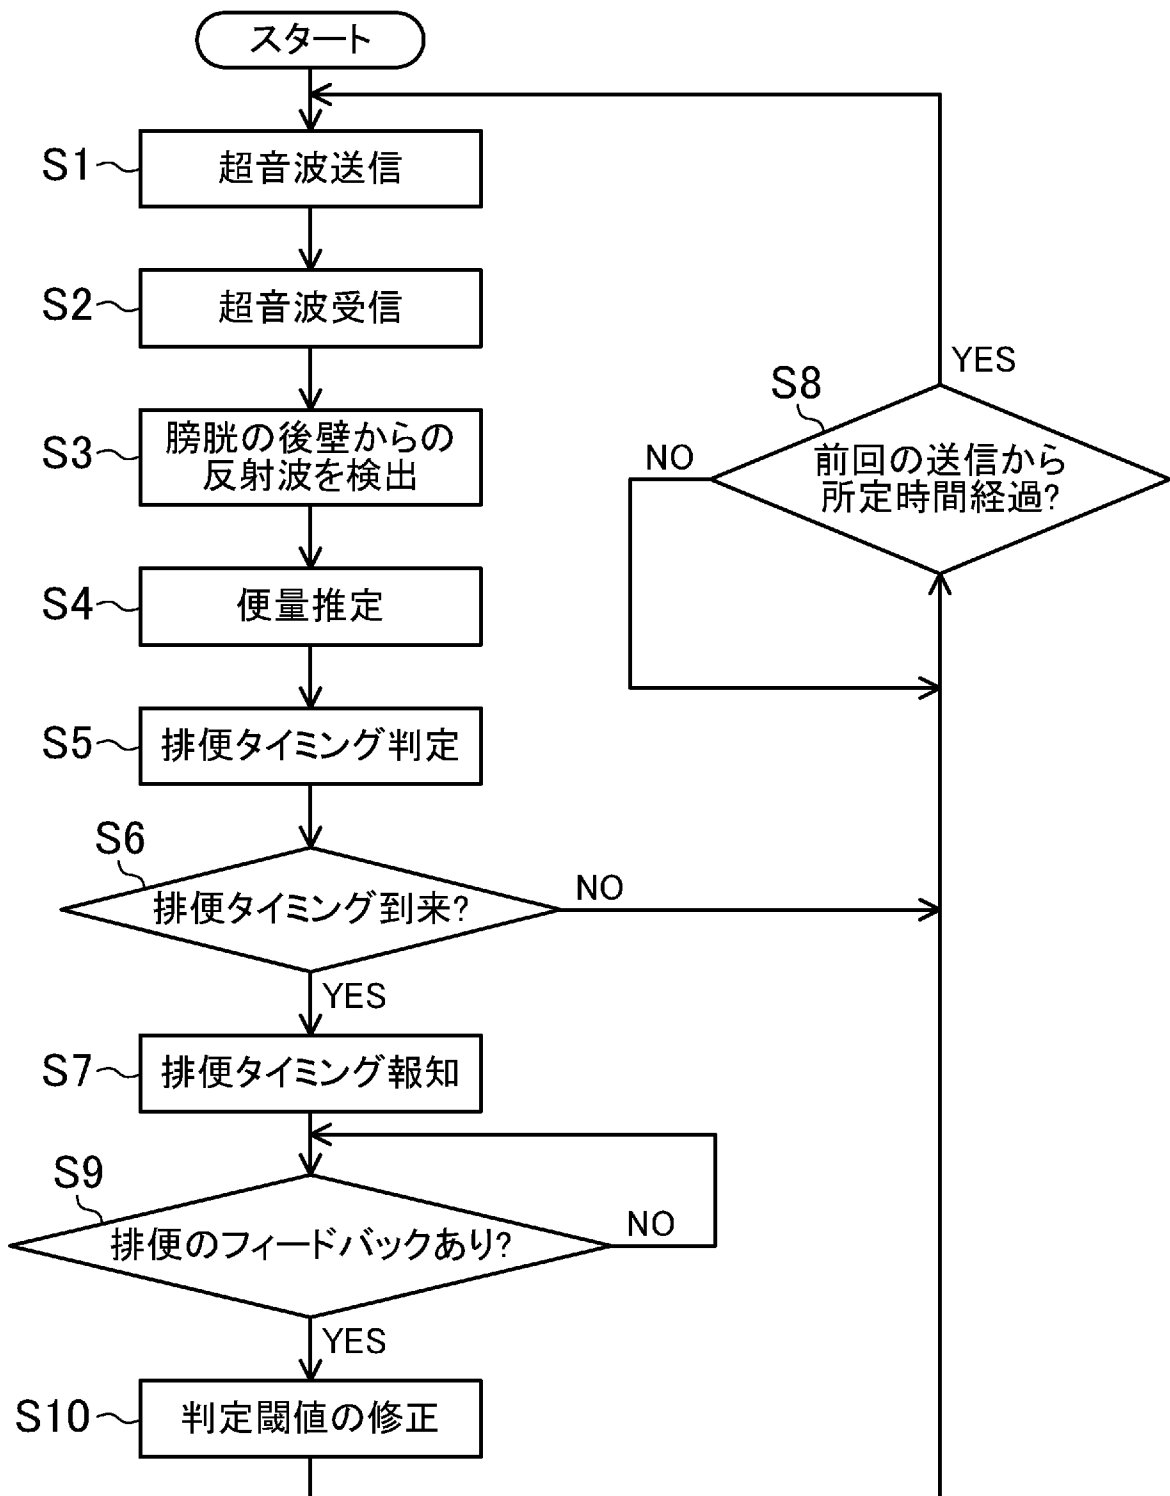 スタート
S1
超音波送信
S2
超音波受信
S3
膀胱の後壁からの
反射波を検出
S4
便量推定
S5
排便タイミング判定
S6
排便タイミング到来?
NO
YES
S7
排便タイミング報知
S9
排便のフィードバックあり?
NO
YES
S10
判定閾値の修正
S8
前回の送信から
所定時間経過?
YES
NO